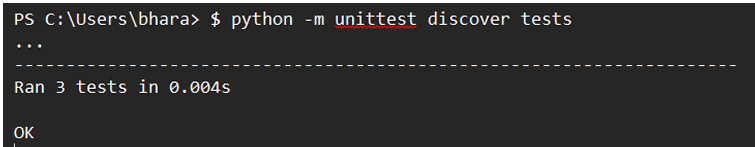 PS C:\Users\bhara> $ python -m unittest discover tests
...
----------------------------------------------------------------------
Ran 3 tests in 0.004s
OK